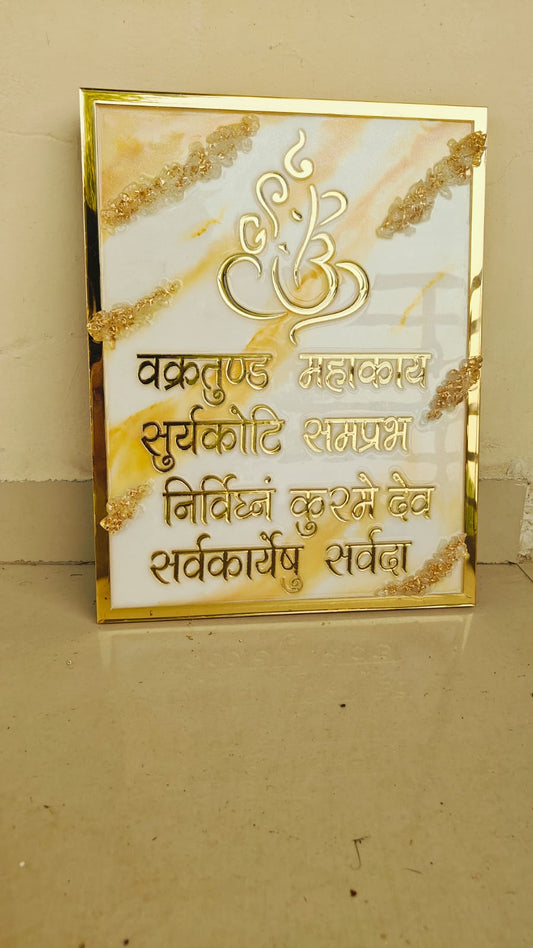 वक्रतुण्ड महाकाय
सुर्यकोटि समप्रभ
निर्विघ्नं कुरमे देव
सर्वकार्येषु सर्वदा